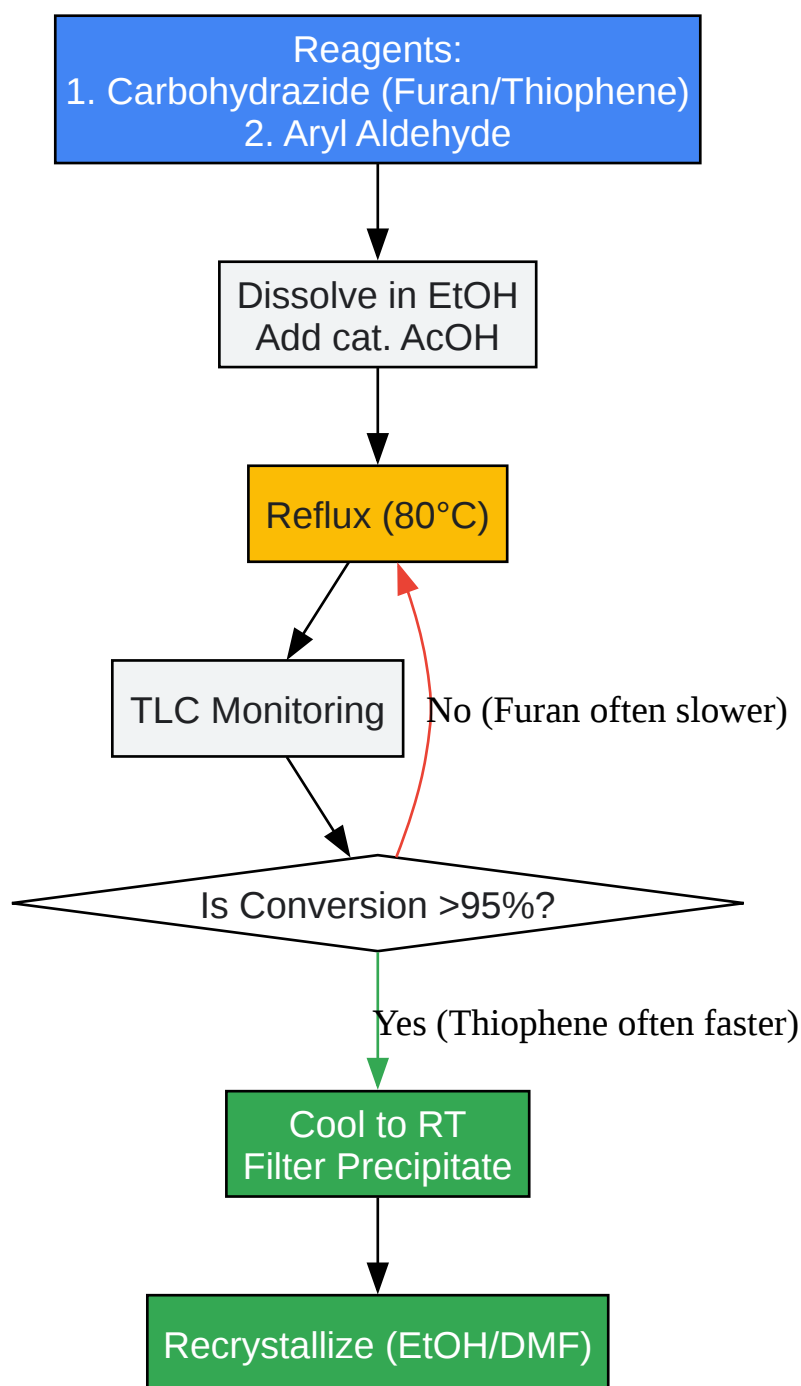 Reagents:
1. Carbohydrazide (Furan/Thiophene)
2. Aryl Aldehyde
Dissolve in EtOH
Add cat. AcOH
Reflux (80°C)
TLC Monitoring
No (Furan often slower)
Is Conversion >95%?
Yes (Thiophene often faster)
Cool to RT
Filter Precipitate
Recrystallize (EtOH/DMF)